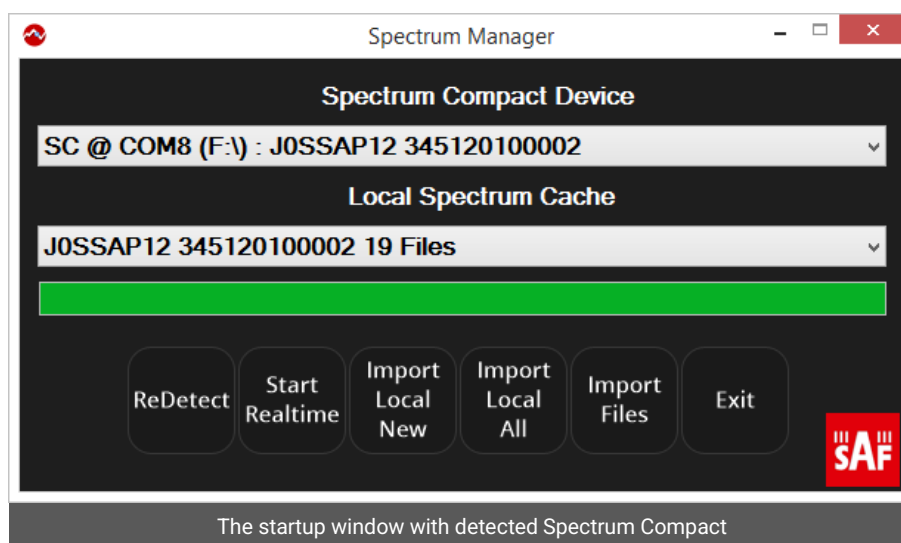 Spectrum Manager
Spectrum Compact Device
SC @ COM8 (F:\) : J0SSAP12 345120100002
Local Spectrum Cache
J0SSAP12 345120100002 19 Files
ReDetect
Start
Realtime
Import
Local
New
Import
Local
All
Import
Files
Exit
SAF
The startup window with detected Spectrum Compact